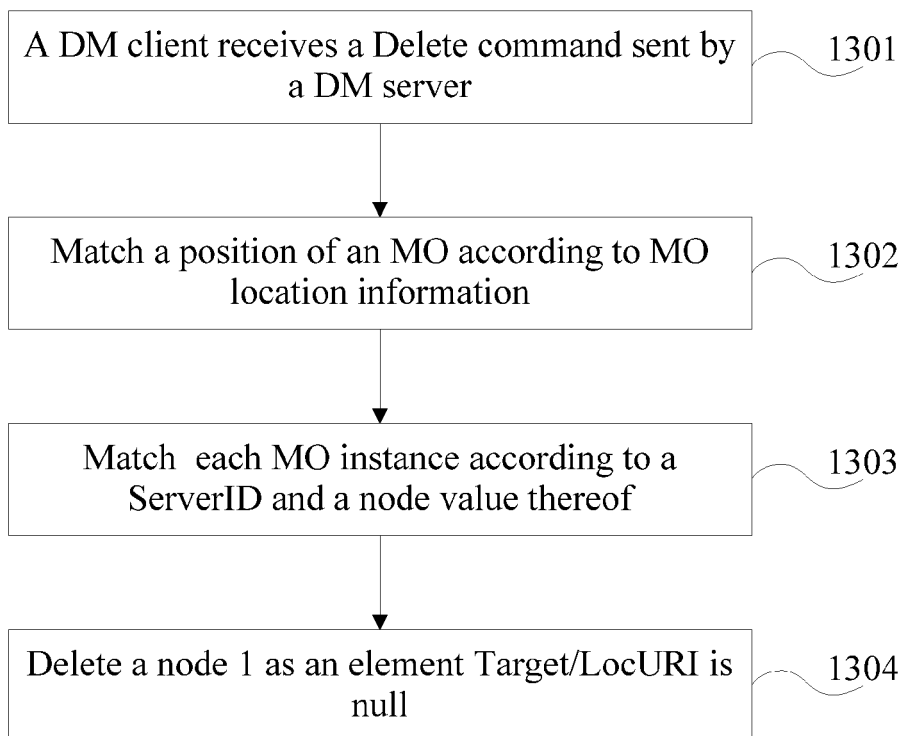 A DM client receives a Delete command sent by
a DM server
1301
Match a position of an MO according to MO
location information
1302
Match each MO instance according to a
ServerID and a node value thereof
1303
Delete a node 1 as an element Target/LocURI is
null
1304